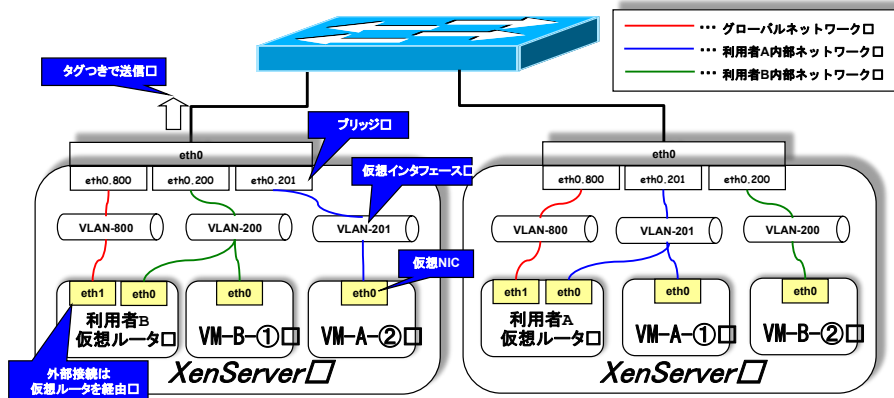 … グローバルネットワーク□
… 利用者A内部ネットワーク□
… 利用者B内部ネットワーク□
タグつきで送信□
ブリッジ□
仮想インタフェース□
eth0
eth0.800
eth0.200
eth0.201
VLAN-800
VLAN-200
VLAN-201
仮想NIC
eth1
eth0
利用者B
仮想ルータ□
eth0
VM-B-①□
eth0
VM-A-②□
外部接続は
仮想ルータを経由□
XenServer□
eth0
eth0.800
eth0.201
eth0.200
VLAN-800
VLAN-201
VLAN-200
eth1
eth0
利用者A
仮想ルータ□
eth0
VM-A-①□
eth0
VM-B-②□
XenServer□